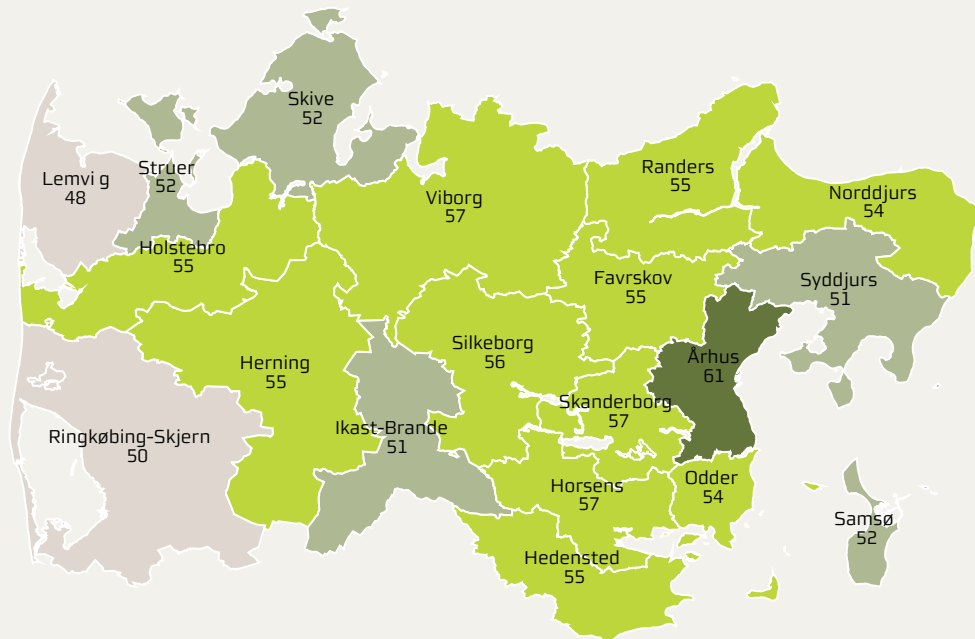 Skive
52
Struer
52
Lemvi g
48
Randers
55
Viborg
57
Norddjurs
54
Holstebro
55
Favrskov
55
Syddjurs
51
Silkeborg
56
Århus
61
Herning
55
Skanderborg
57
Ikast-Brande
51
Ringkøbing-Skjern
50
Horsens
57
Odder
54
Samsø
52
Hedensted
55